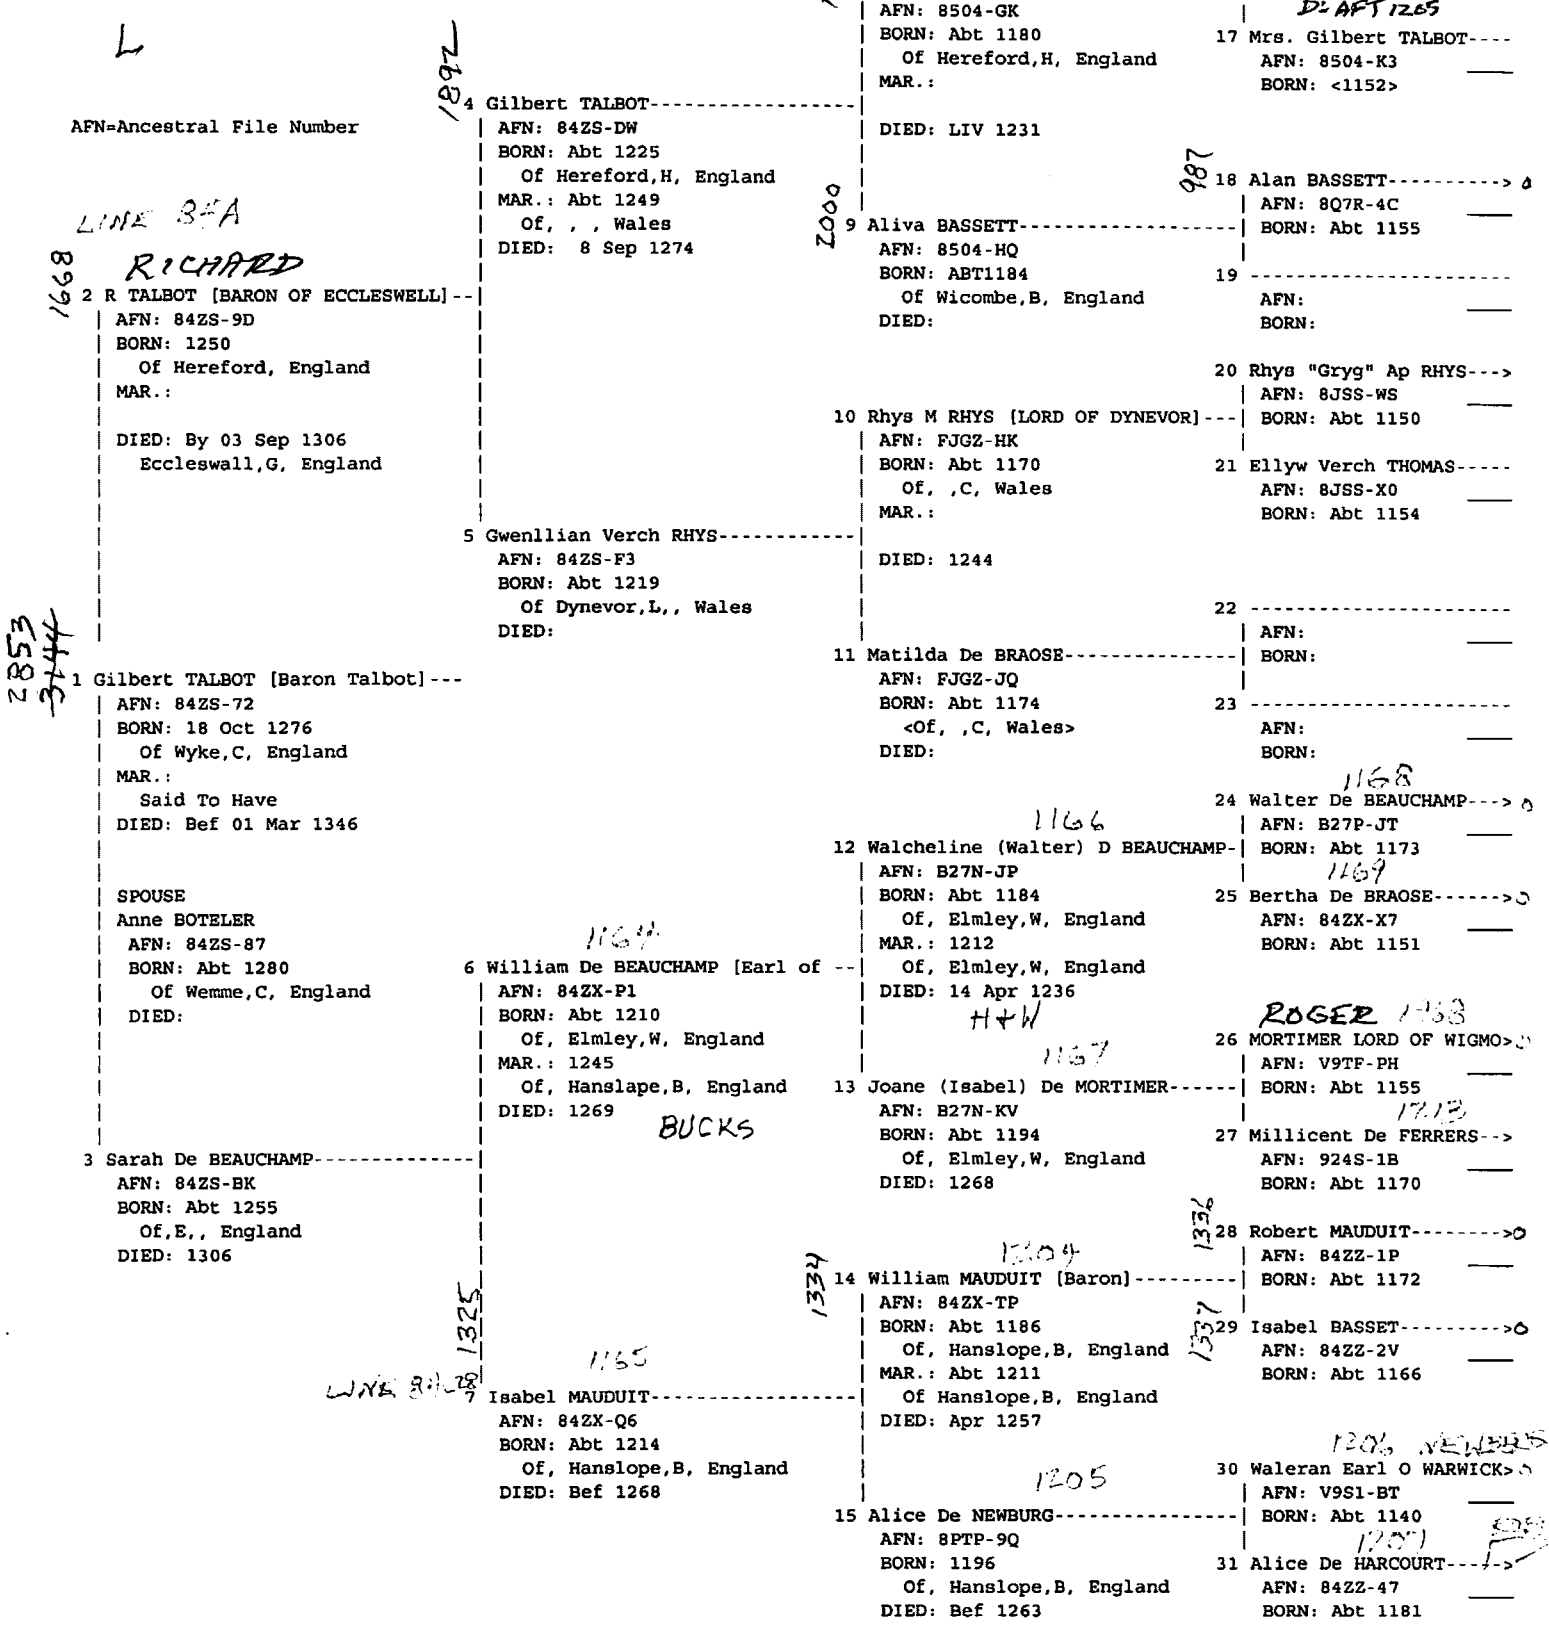 L
AFN=Ancestral File Number
LINE 84A
1668
RICHARD
2 R TALBOT [BARON OF ECCLESWELL]--
AFN: 84ZS-9D
BORN: 1250
Of Hereford, England
MAR.:
DIED: By 03 Sep 1306
Eccleswall,G, England
2853
3144
1 Gilbert TALBOT [Baron Talbot]---
AFN: 84ZS-72
BORN: 18 Oct 1276
Of Wyke,C, England
MAR.:
Said To Have
DIED: Bef 01 Mar 1346
SPOUSE
Anne BOTELER
AFN: 84ZS-87
BORN: Abt 1280
Of Wemme,C, England
DIED:
3 Sarah De BEAUCHAMP-------------
AFN: 84ZS-BK
BORN: Abt 1255
Of,E,, England
DIED: 1306
1892
4 Gilbert TALBOT-----------------
AFN: 84ZS-DW
BORN: Abt 1225
Of Hereford,H, England
MAR.: Abt 1249
Of, , , Wales
DIED: 8 Sep 1274
5 Gwenllian Verch RHYS------------
AFN: 84ZS-F3
BORN: Abt 1219
Of Dynevor,L,, Wales
DIED:
1164
6 William De BEAUCHAMP [Earl of --
AFN: 84ZX-P1
BORN: Abt 1210
Of, Elmley,W, England
MAR.: 1245
Of, Hanslape,B, England
DIED: 1269
BUCKS
1325
1165
LINE 84-28
7 Isabel MAUDUIT-----------------
AFN: 84ZX-Q6
BORN: Abt 1214
Of, Hanslope,B, England
DIED: Bef 1268
AFN: 8504-GK
BORN: Abt 1180
Of Hereford,H, England
MAR.:
DIED: LIV 1231
2000
9 Aliva BASSETT------------------
AFN: 8504-HQ
BORN: ABT1184
Of Wicombe,B, England
DIED:
10 Rhys M RHYS [LORD OF DYNEVOR]---
AFN: FJGZ-HK
BORN: Abt 1170
Of, ,C, Wales
MAR.:
DIED: 1244
11 Matilda De BRAOSE--------------
AFN: FJGZ-JQ
BORN: Abt 1174
<Of, ,C, Wales>
DIED:
1166
12 Walcheline (Walter) D BEAUCHAMP-
AFN: B27N-JP
BORN: Abt 1184
Of, Elmley,W, England
MAR.: 1212
Of, Elmley,W, England
DIED: 14 Apr 1236
H+W
1167
13 Joane (Isabel) De MORTIMER------
AFN: B27N-KV
BORN: Abt 1194
Of, Elmley,W, England
DIED: 1268
1334
1204
14 William MAUDUIT [Baron]---------
AFN: 84ZX-TP
BORN: Abt 1186
Of, Hanslope,B, England
MAR.: Abt 1211
Of Hanslope,B, England
DIED: Apr 1257
1205
15 Alice De NEWBURG---------------
AFN: 8PTP-9Q
BORN: 1196
Of, Hanslope,B, England
DIED: Bef 1263
D: AFT 1265
17 Mrs. Gilbert TALBOT----
AFN: 8504-K3
BORN: <1152>
987
18 Alan BASSETT---------->
AFN: 8Q7R-4C
BORN: Abt 1155
19 ----------------------
AFN:
BORN:
20 Rhys "Gryg" Ap RHYS--->
AFN: 8JSS-WS
BORN: Abt 1150
21 Ellyw Verch THOMAS-----
AFN: 8JSS-X0
BORN: Abt 1154
22 ----------------------
AFN:
BORN:
23 ----------------------
AFN:
BORN:
1168
24 Walter De BEAUCHAMP--->
AFN: B27P-JT
BORN: Abt 1173
1169
25 Bertha De BRAOSE------>
AFN: 84ZX-X7
BORN: Abt 1151
ROGER
26 MORTIMER LORD OF WIGMO>
AFN: V9TF-PH
BORN: Abt 1155
1213
27 Millicent De FERRERS-->
AFN: 924S-1B
BORN: Abt 1170
1336
28 Robert MAUDUIT-------->
AFN: 84ZZ-1P
BORN: Abt 1172
1337
29 Isabel BASSET--------->
AFN: 84ZZ-2V
BORN: Abt 1166
1206
30 Waleran Earl O WARWICK>
AFN: V9S1-BT
BORN: Abt 1140
1207
31 Alice De HARCOURT----->
AFN: 84ZZ-47
BORN: Abt 1181